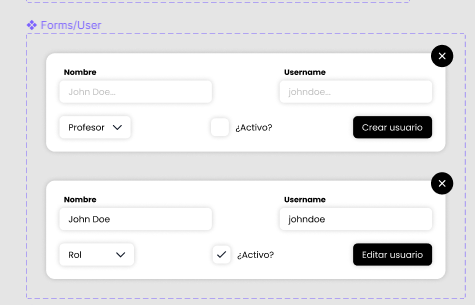 Forms/User
Nombre Username
John Doe... johndoe...
Profesor ¿Activo? Crear usuario
Nombre Username
John Doe johndoe
Rol ¿Activo? Editar usuario